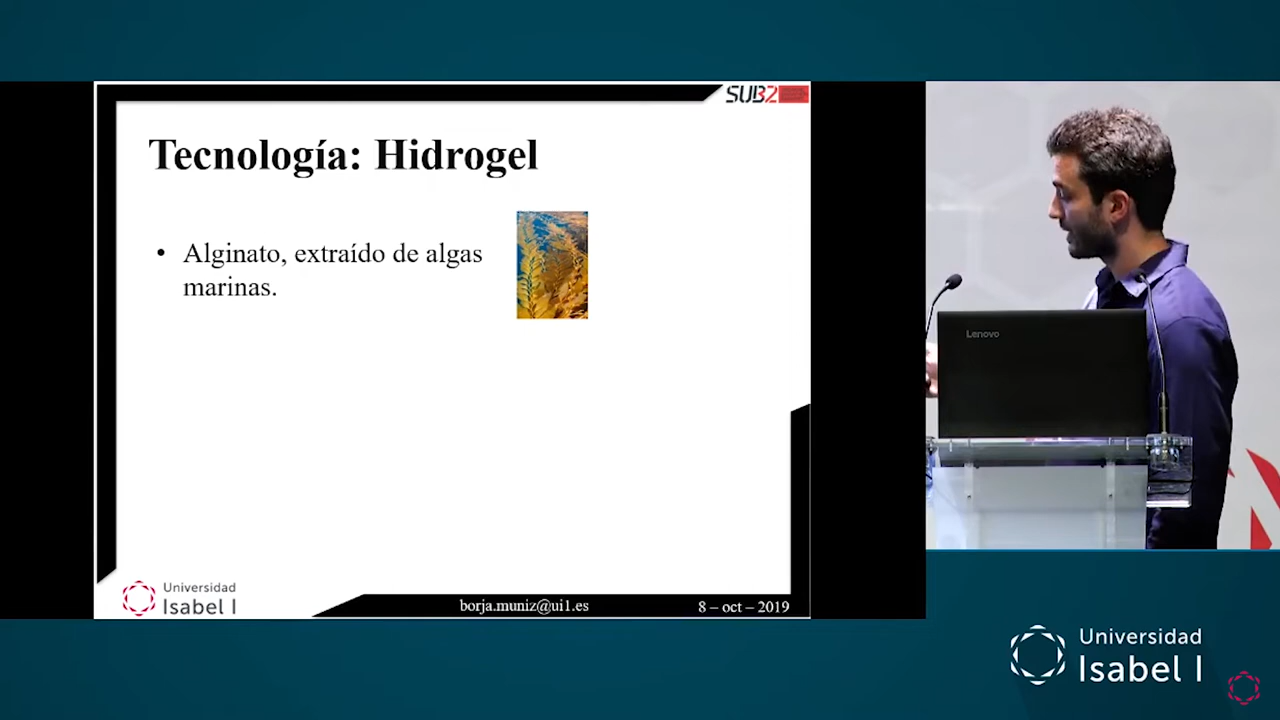 SUB2
Tecnología: Hidrogel
• Alginato, extraído de algas
marinas.
Lenovo
Universidad
Isabel I
borja.muniz@ui1.es
8 – oct – 2019
Universidad
Isabel I